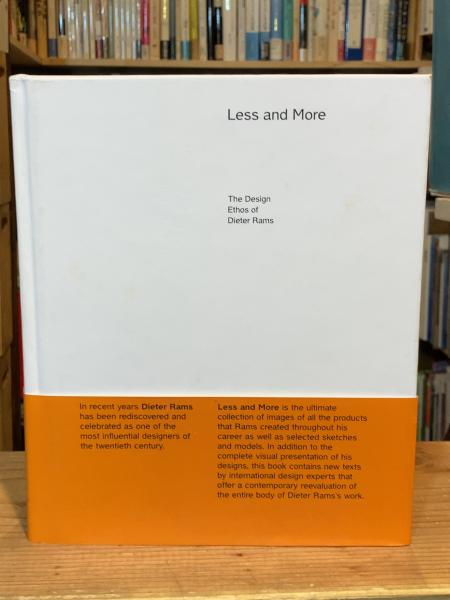 Less and More
The Design
Ethos of
Dieter Rams
In recent years Dieter Rams
has been rediscovered and
celebrated as one of the
most influential designers of
the twentieth century.
Less and More is the ultimate
collection of images of all the products
that Rams created throughout his
career as well as selected sketches
and models. In addition to the
complete visual presentation of his
designs, this book contains new texts
by international design experts that
offer a contemporary reevaluation of
the entire body of Dieter Rams's work.